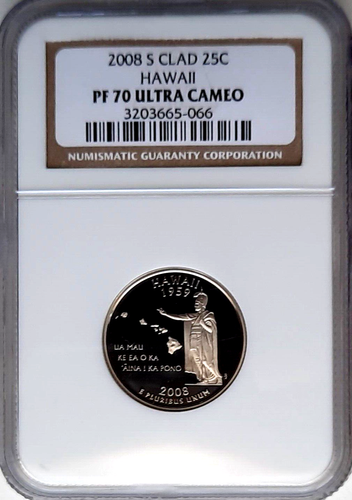 2008 S CLAD 25C
HAWAII
PF 70 ULTRA CAMEO
3203665-066
NUMISMATIC GUARANTY CORPORATION
HAWAII
1959
UA MAU
KE EA O KA
ʻĀINA I KA PONO
2008
E PLURIBUS UNUM